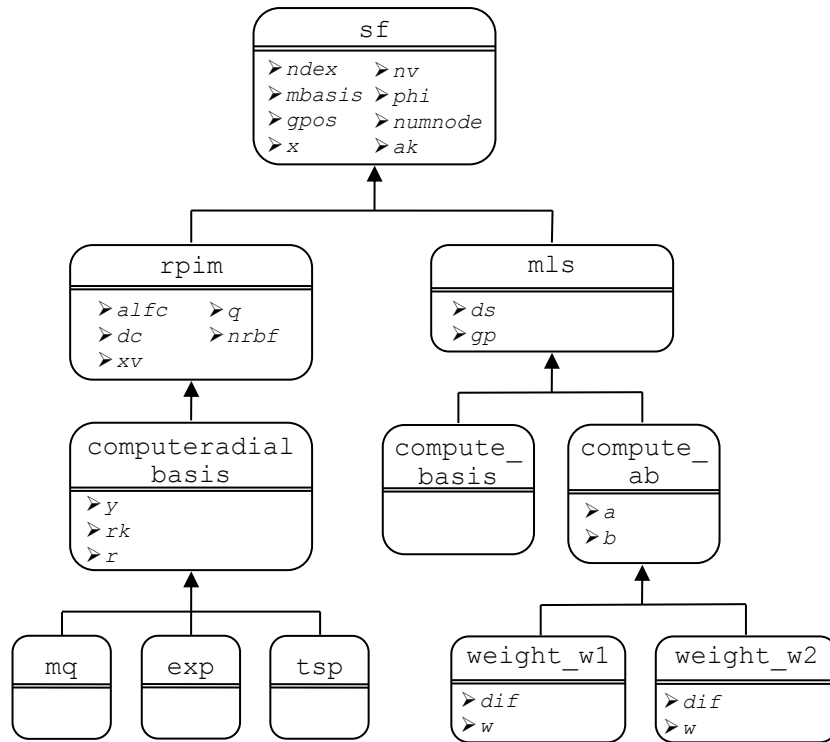 sf
➢ndex ➢nv
➢mbasis ➢phi
➢gpos ➢numnode
➢x ➢ak
rpim
➢alfc ➢q
➢dc ➢nrbf
➢xv
mls
➢ds
➢gp
computeradial
basis
➢y
➢rk
➢r
compute_
basis
compute_
ab
➢a
➢b
mq
exp
tsp
weight_w1
➢dif
➢w
weight_w2
➢dif
➢w